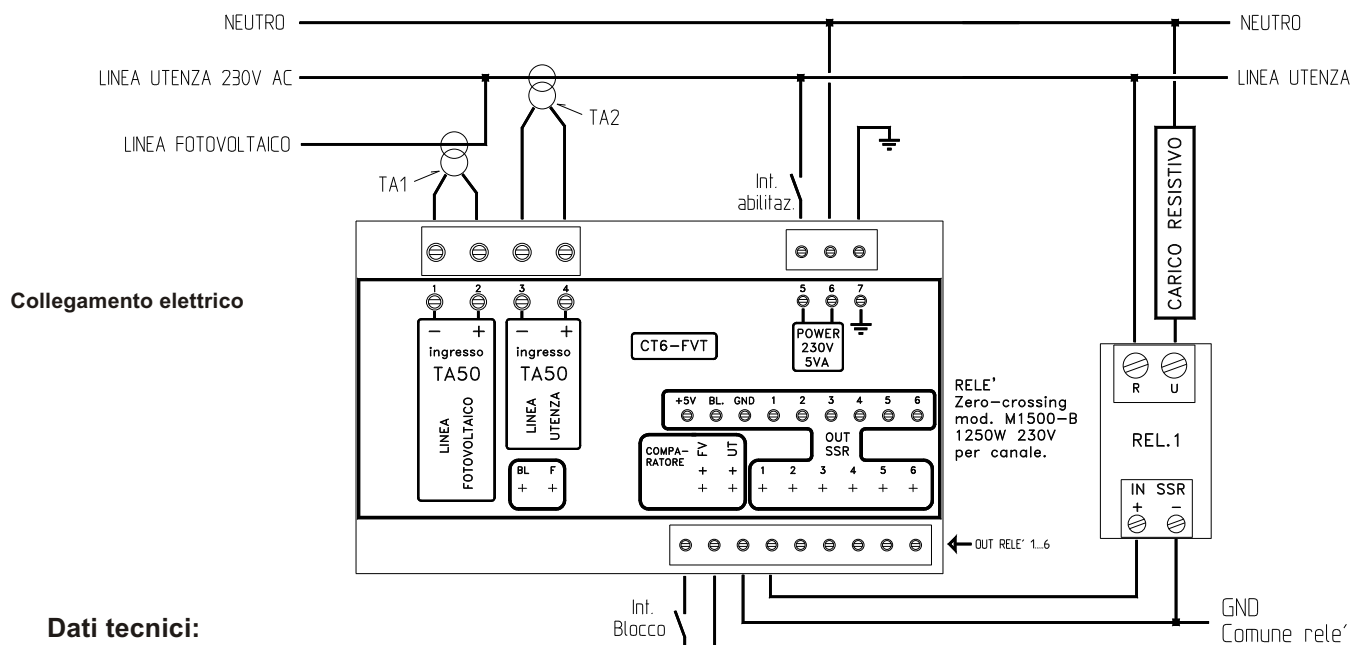 NEUTRO
NEUTRO
LINEA UTENZA 230V AC
LINEA UTENZA
TA2
LINEA FOTOVOLTAICO
TA1
Int.
abilitaz.
CARICO RESISTIVO
Collegamento elettrico
1 2 3 4
5 6 7
- +
- +
ingresso
TA50
LINEA
FOTOVOLTAICO
ingresso
TA50
LINEA
UTENZA
CT6-FVT
POWER
230V
5VA
BL F
+ +
+5V BL. GND 1 2 3 4 5 6
OUT
SSR
COMPA-
RATORE
FV
UT
+ +
+ +
1 2 3 4 5 6
+ + + + + +
RELE'
Zero-crossing
mod. M1500-B
1250W 230V
per canale.
R U
REL.1
IN SSR
+ -
OUT RELE' 1...6
Int.
Blocco
GND
Comune rele'
Dati tecnici: